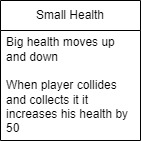 Small Health
Big health moves up
and down
When player collides
and collects it it
increases his health by
50